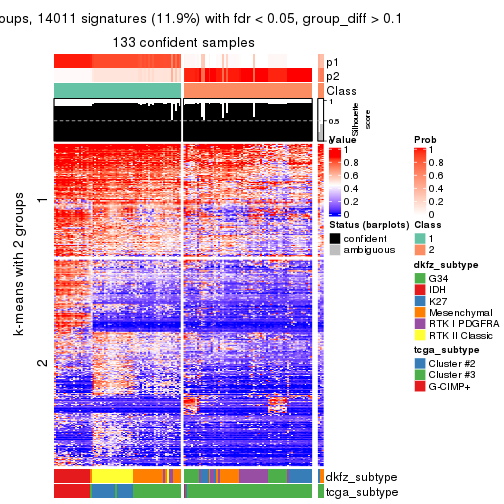 oups, 14011 signatures (11.9%) with fdr < 0.05, group_diff > 0.1
133 confident samples
p1
p2
Class
1
0.5
0
Silhouette
score
k-means with 2 groups
1
2
Value
1
0.8
0.6
0.4
0.2
0
Prob
1
0.8
0.6
0.4
0.2
0
Status (barplots)
confident
ambiguous
Class
1
2
dkfz_subtype
G34
IDH
K27
Mesenchymal
RTK I PDGFRA
RTK II Classic
tcga_subtype
Cluster #2
Cluster #3
G-CIMP+
dkfz_subtype
tcga_subtype